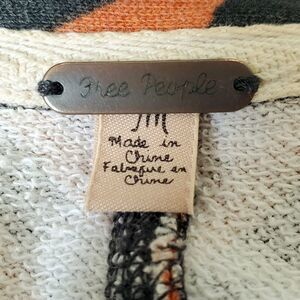 Free People
M
Made in
China
Fabriqué en
Chine